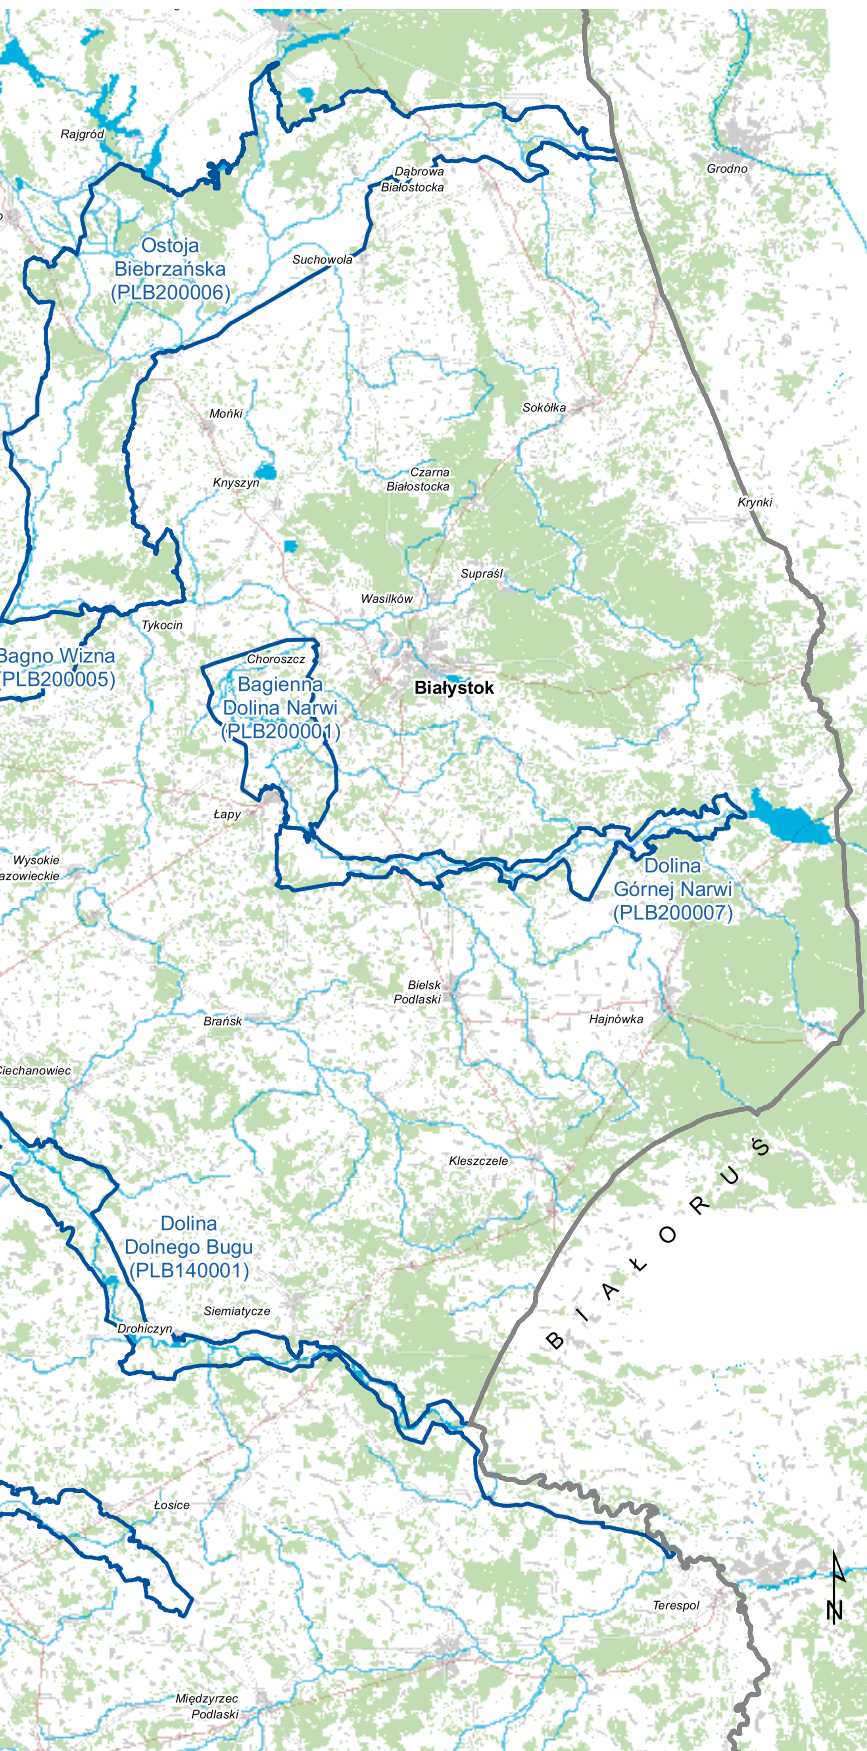 Rajgród
Grodno
Dąbrowa
Białostocka
Ostoja
Biebrzańska
(PLB200006)
Suchowola
Mońki
Sokółka
Czarna
Białostocka
Knyszyn
Krynki
Supraśl
Wasilków
Tykocin
Bagno Wizna
(PLB200005)
Choroszcz
Białystok
Bagienna
Dolina Narwi
(PLB200001)
Łapy
Wysokie
azowieckie
Dolina
Górnej Narwi
(PLB200007)
Bielsk
Podlaski
Brańsk
Hajnówka
Ciechanowiec
Kleszczele
BIAŁORUŚ
Dolina
Dolnego Bugu
(PLB140001)
Siemiatycze
Drohiczyn
Łosice
N
Terespol
Międzyrzec
Podlaski